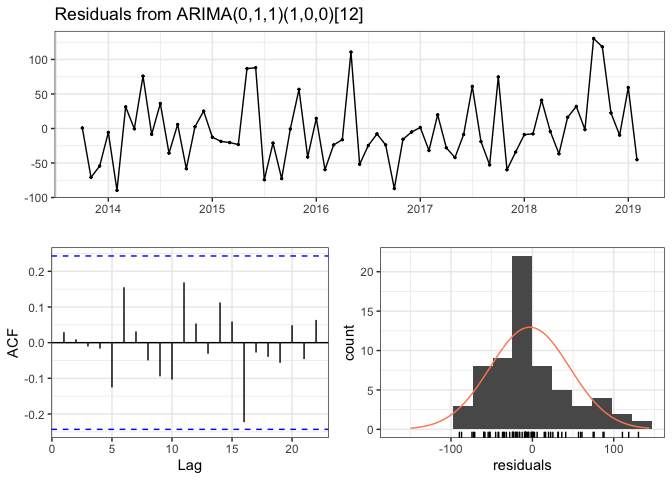 Residuals from ARIMA(0,1,1)(1,0,0)[12]
100
50
0
-50
-100
2014 2015 2016 2017 2018 2019
ACF
0.2
0.1
0.0
-0.1
-0.2
0 5 10 15 20
Lag
count
20
15
10
5
0
-100 0 100
residuals